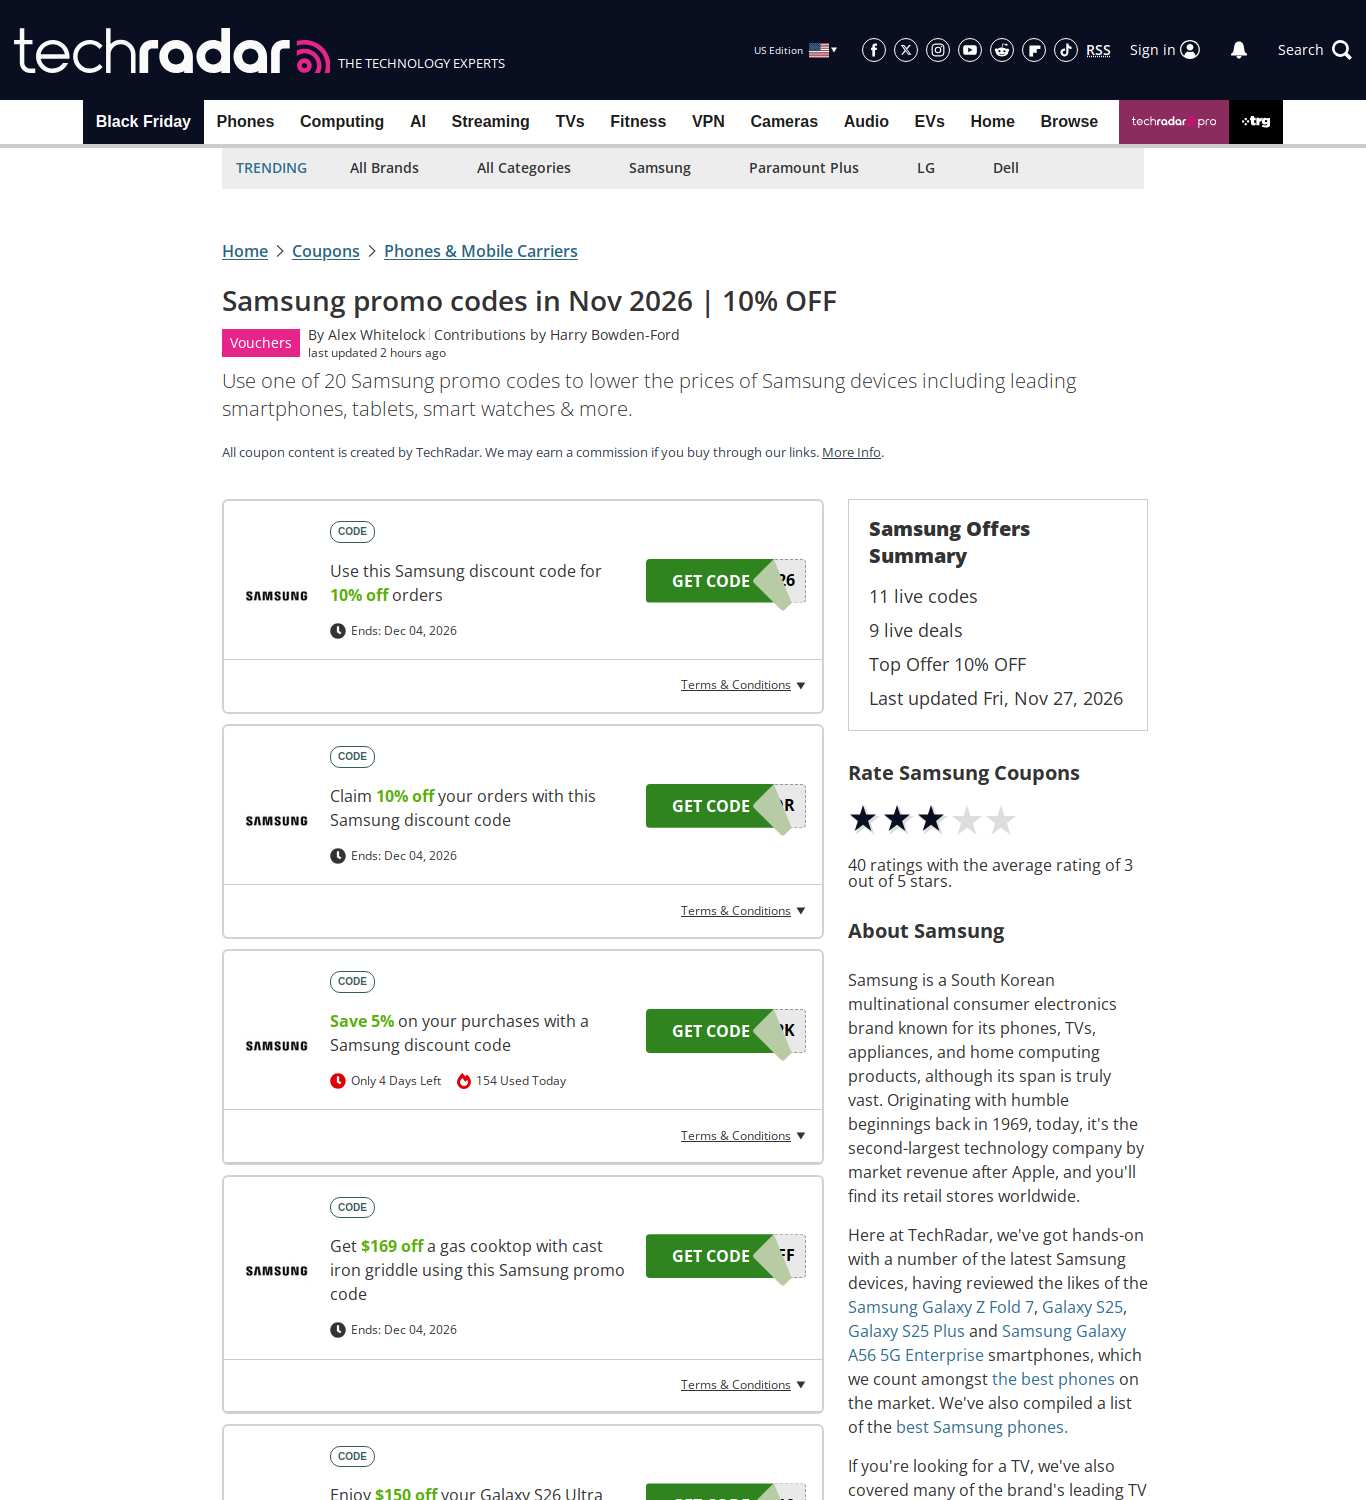 techradar THE TECHNOLOGY EXPERTS
US Edition
RSS
Sign in
Search
Black Friday
Phones
Computing
AI
Streaming
TVs
Fitness
VPN
Cameras
Audio
EVs
Home
Browse
techradar pro
trg
TRENDING
All Brands
All Categories
Samsung
Paramount Plus
LG
Dell
Home
Coupons
Phones & Mobile Carriers
Samsung promo codes in Nov 2026 | 10% OFF
Vouchers
By Alex Whitelock | Contributions by Harry Bowden-Ford
last updated 2 hours ago
Use one of 20 Samsung promo codes to lower the prices of Samsung devices including leading
smartphones, tablets, smart watches & more.
All coupon content is created by TechRadar. We may earn a commission if you buy through our links. More Info.
SAMSUNG
CODE
Use this Samsung discount code for
10% off orders
Ends: Dec 04, 2026
GET CODE
26
Terms & Conditions
SAMSUNG
CODE
Claim 10% off your orders with this
Samsung discount code
Ends: Dec 04, 2026
GET CODE
R
Terms & Conditions
SAMSUNG
CODE
Save 5% on your purchases with a
Samsung discount code
Only 4 Days Left
154 Used Today
GET CODE
K
Terms & Conditions
SAMSUNG
CODE
Get $169 off a gas cooktop with cast
iron griddle using this Samsung promo
code
Ends: Dec 04, 2026
GET CODE
FF
Terms & Conditions
CODE
Enjoy $150 off your Galaxy S26 Ultra
Samsung Offers
Summary
11 live codes
9 live deals
Top Offer 10% OFF
Last updated Fri, Nov 27, 2026
Rate Samsung Coupons
40 ratings with the average rating of 3
out of 5 stars.
About Samsung
Samsung is a South Korean
multinational consumer electronics
brand known for its phones, TVs,
appliances, and home computing
products, although its span is truly
vast. Originating with humble
beginnings back in 1969, today, it's the
second-largest technology company by
market revenue after Apple, and you'll
find its retail stores worldwide.
Here at TechRadar, we've got hands-on
with a number of the latest Samsung
devices, having reviewed the likes of the
Samsung Galaxy Z Fold 7, Galaxy S25,
Galaxy S25 Plus and Samsung Galaxy
A56 5G Enterprise smartphones, which
we count amongst the best phones on
the market. We've also compiled a list
of the best Samsung phones.
If you're looking for a TV, we've also
covered many of the brand's leading TV